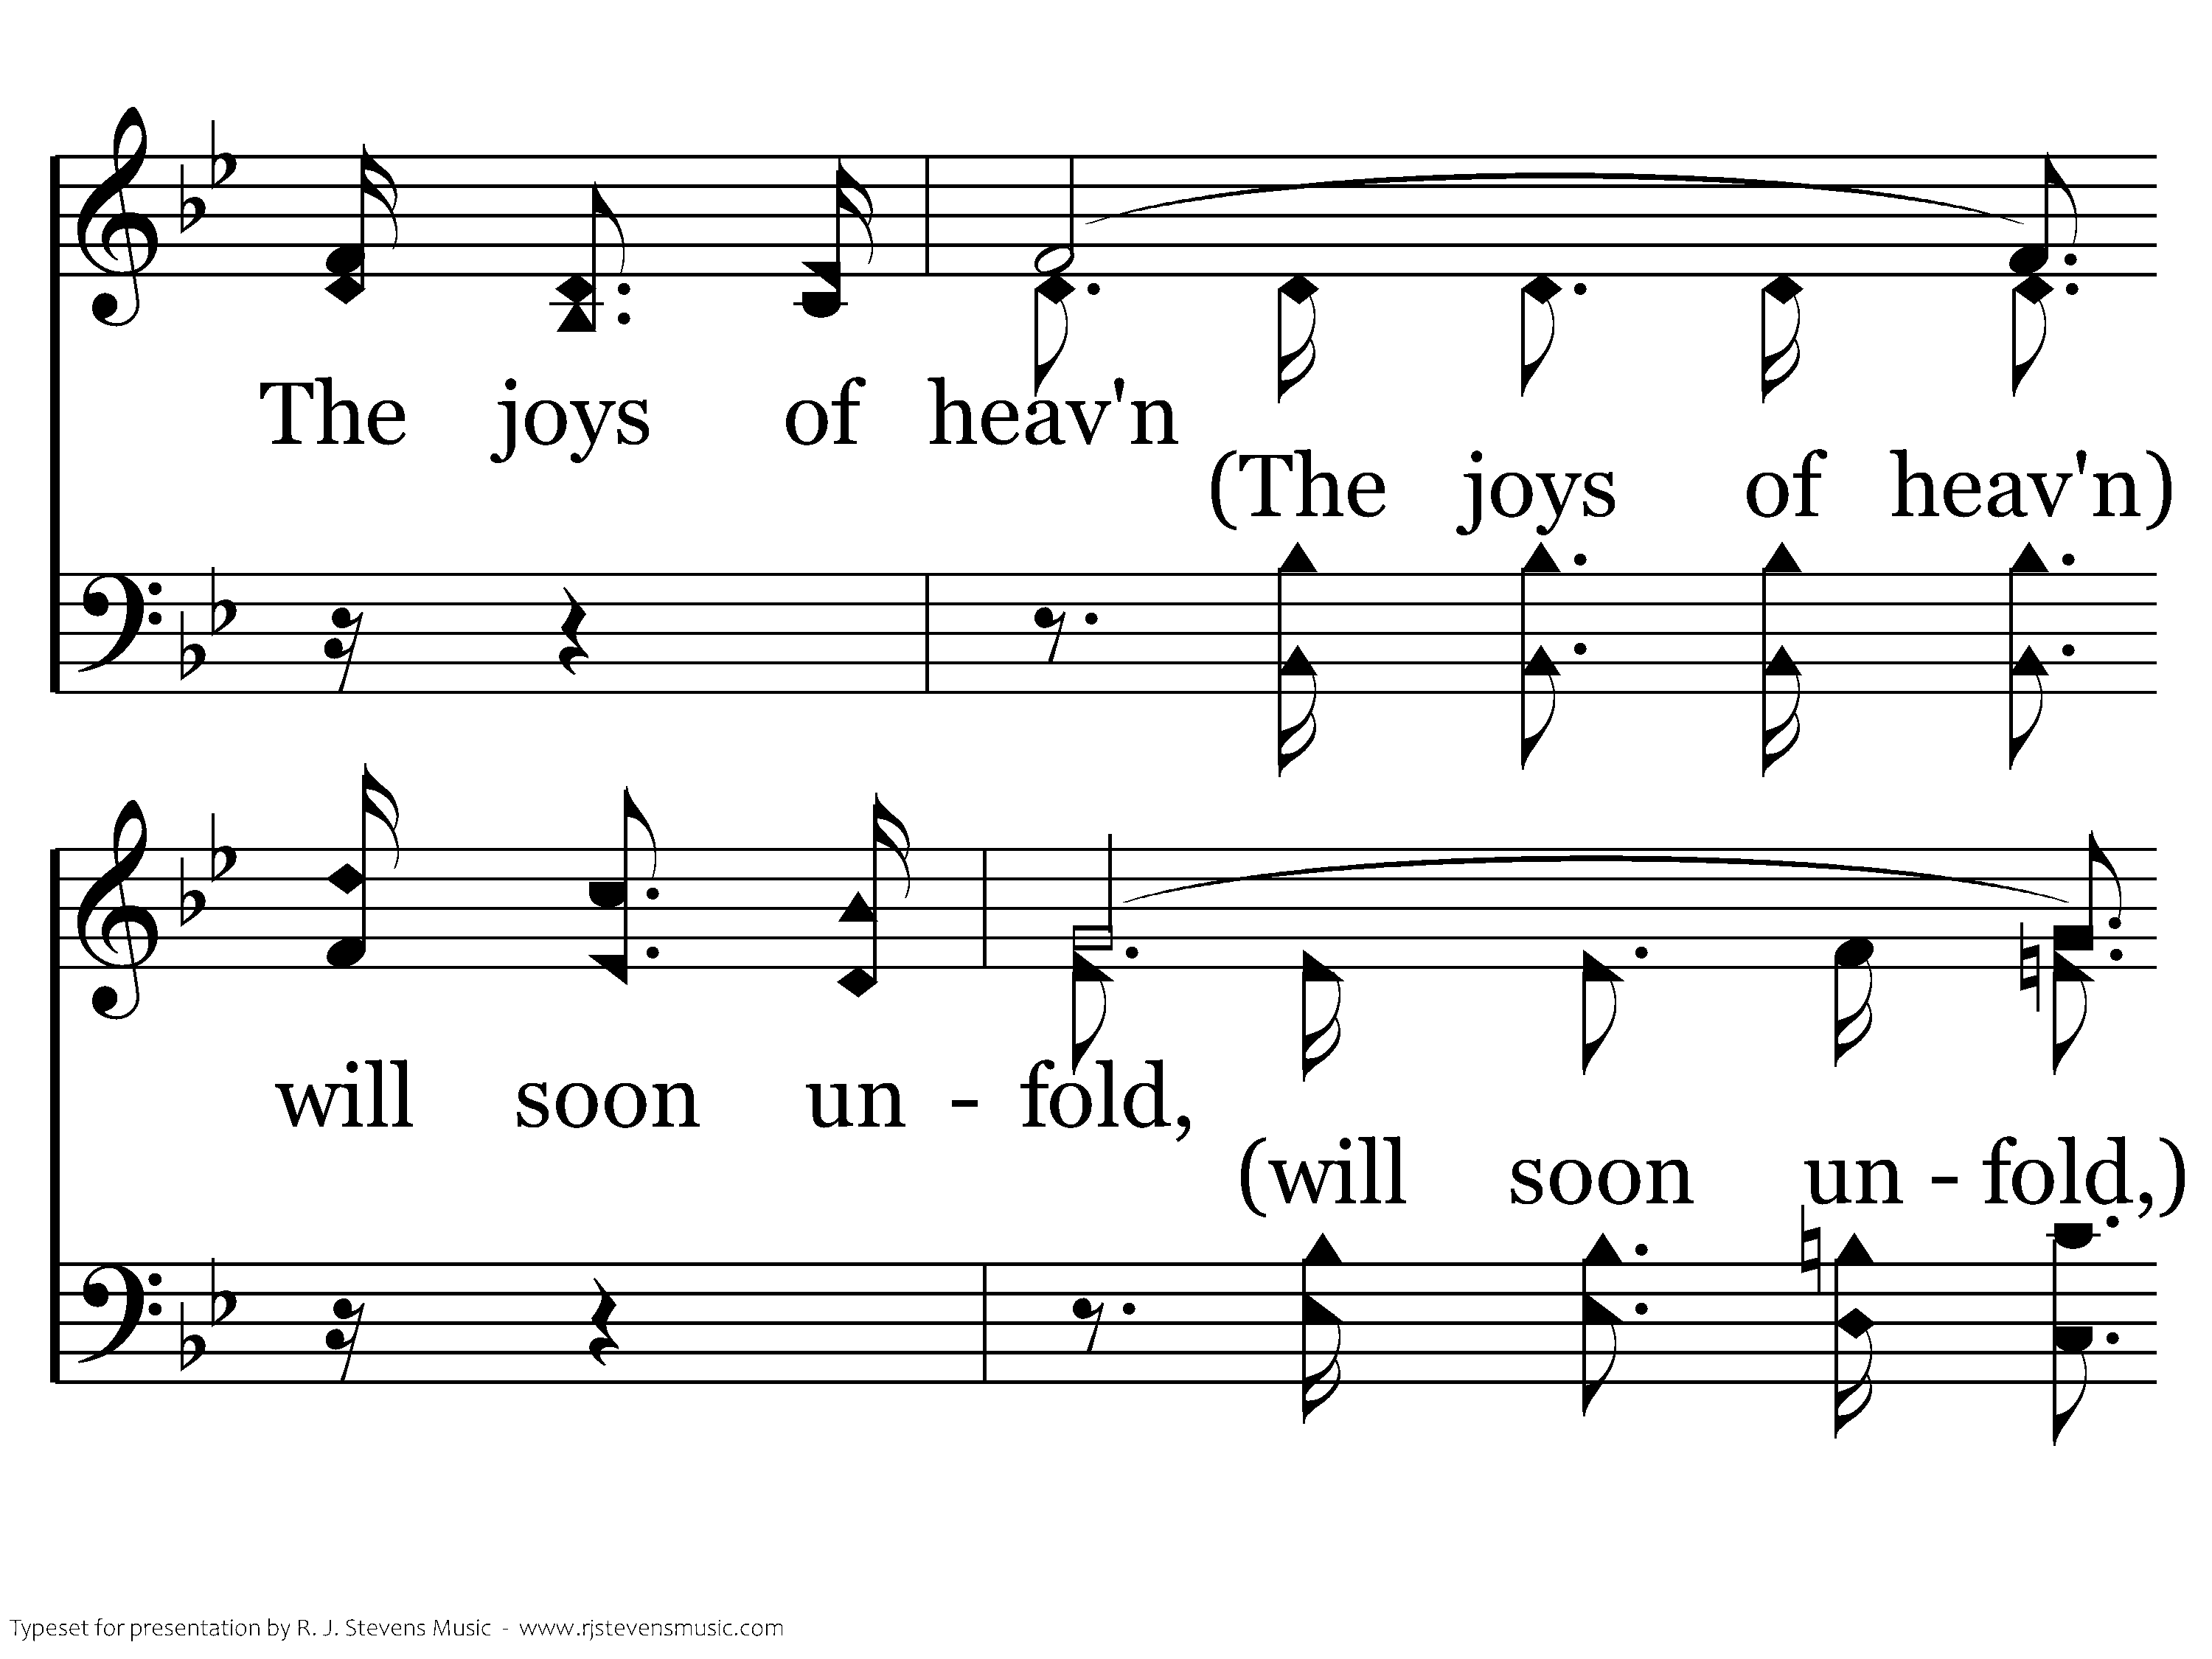 The joys of heav'n
(The joys of heav'n)
will soon un - fold,
(will soon un - fold,)
Typeset for presentation by R. J. Stevens Music - www.rjstevensmusic.com